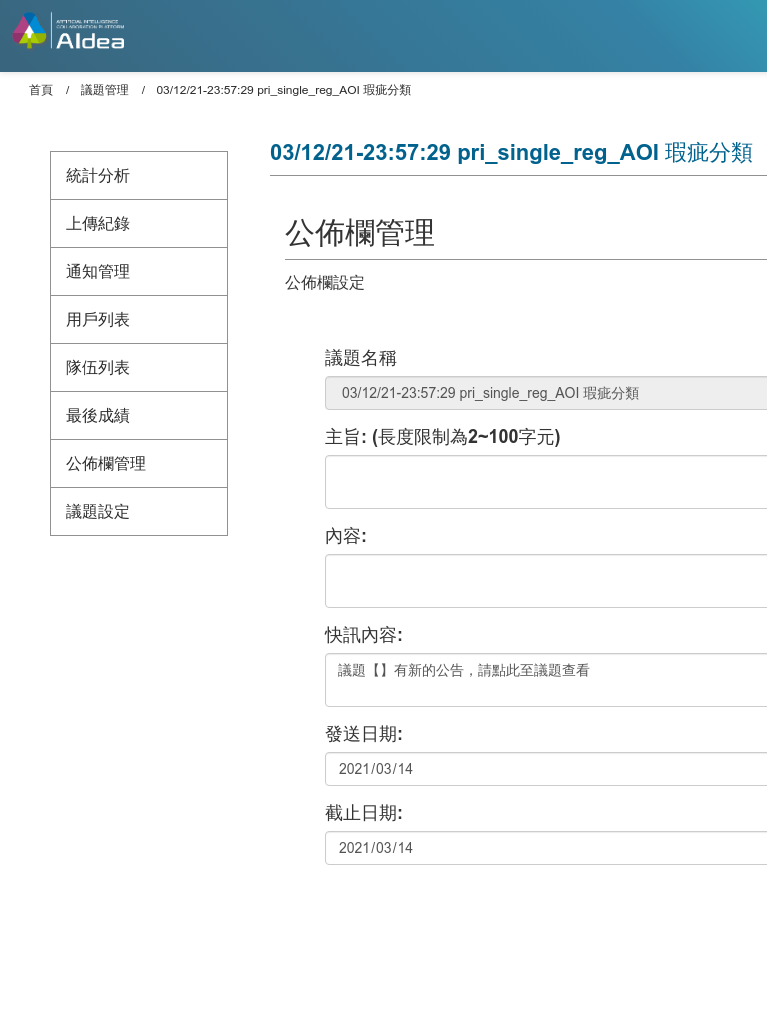 ARTIFICIAL INTELLIGENCE
COLLABORATION PLATFORM
AIdea
首頁 / 議題管理 / 03/12/21-23:57:29 pri_single_reg_AOI 瑕疵分類
03/12/21-23:57:29 pri_single_reg_AOI 瑕疵分類
統計分析
上傳紀錄
通知管理
用戶列表
隊伍列表
最後成績
公佈欄管理
議題設定
公佈欄管理
公佈欄設定
議題名稱
03/12/21-23:57:29 pri_single_reg_AOI 瑕疵分類
主旨: (長度限制為2~100字元)
內容:
快訊內容:
議題【】有新的公告，請點此至議題查看
發送日期:
2021/03/14
截止日期:
2021/03/14